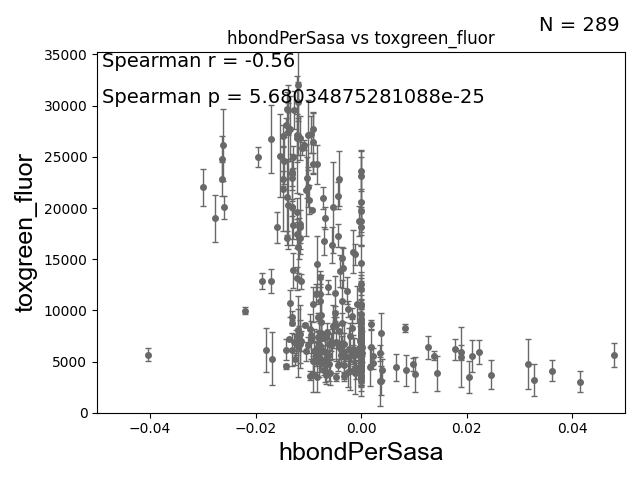 N = 289
hbondPerSasa vs toxgreen_fluor
Spearman r = -0.56
Spearman p = 5.68034875281088e-25
toxgreen_fluor
35000
30000
25000
20000
15000
10000
5000
0
−0.04 −0.02 0.00 0.02 0.04
hbondPerSasa